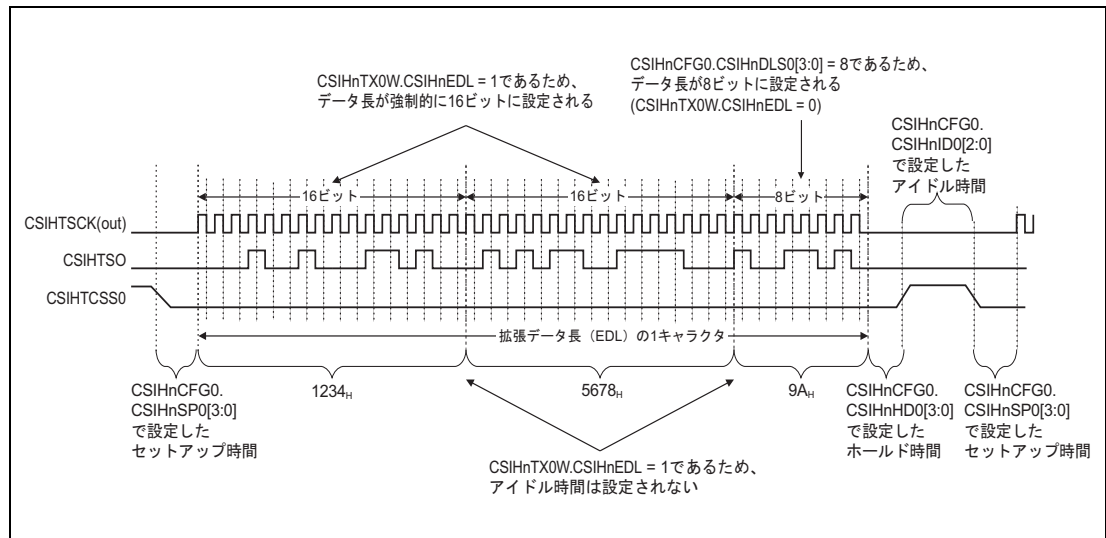 CSIHnTX0W.CSIHnEDL = 1であるため、
データ長が強制的に16ビットに設定される
CSIHnCFG0.CSIHnDLS0[3:0] = 8であるため、
データ長が8ビットに設定される
(CSIHnTX0W.CSIHnEDL = 0)
CSIHnCFG0.
CSIHnID0[2:0]
で設定した
アイドル時間
16ビット
16ビット
8ビット
CSIHTSCK(out)
CSIHTSO
CSIHTCSS0
拡張データ長（EDL）の1キャラクタ
CSIHnCFG0.
CSIHnSP0[3:0]
で設定した
セットアップ時間
1234H
5678H
9AH
CSIHnCFG0.
CSIHnHD0[3:0]
で設定した
ホールド時間
CSIHnCFG0.
CSIHnSP0[3:0]
で設定した
セットアップ時間
CSIHnTX0W.CSIHnEDL = 1であるため、
アイドル時間は設定されない